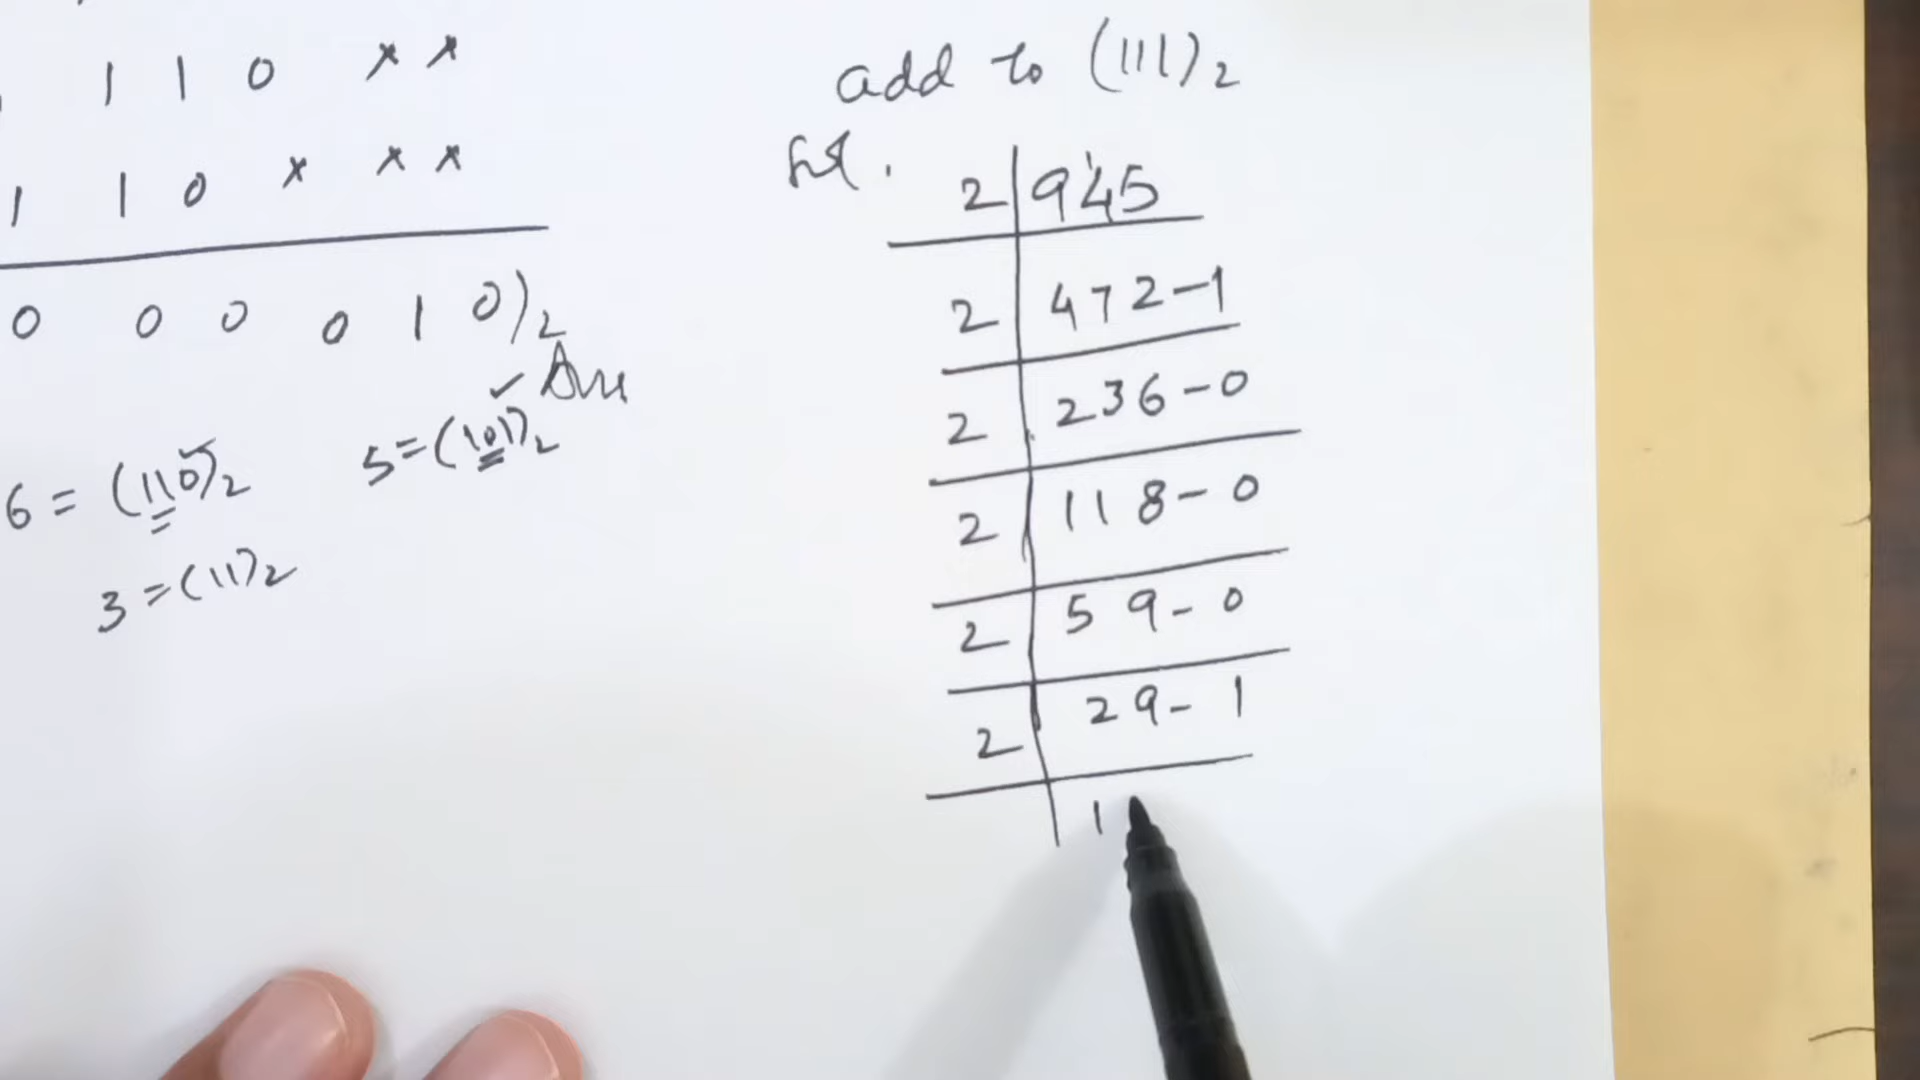 1 1 0 × ×
1 1 0 × × ×
0 0 0 0 1 0)₂
✓ Ans
6 = (110)₂ 5 = (101)₂
3 = (11)₂
add to (111)₂
Sol.
2 | 945
2 | 472 - 1
2 | 236 - 0
2 | 118 - 0
2 | 59 - 0
2 | 29 - 1
1